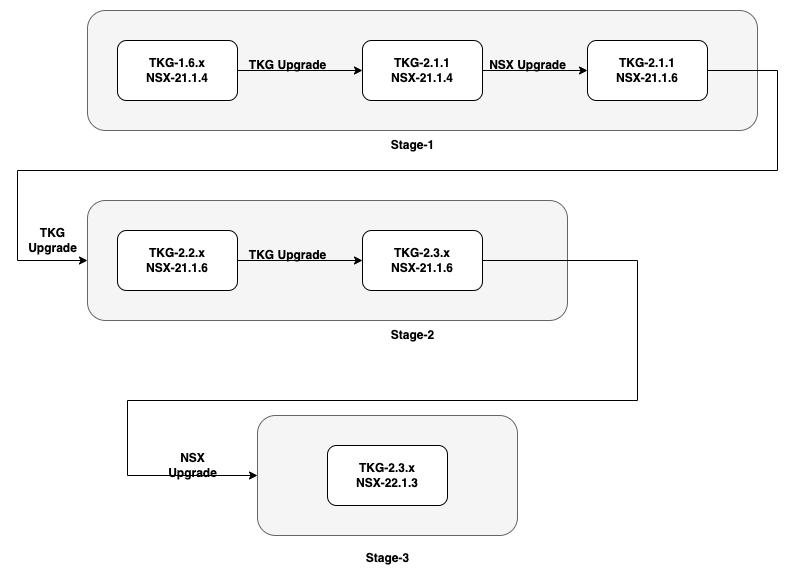 TKG-1.6.x
NSX-21.1.4
TKG Upgrade
TKG-2.1.1
NSX-21.1.4
NSX Upgrade
TKG-2.1.1
NSX-21.1.6
Stage-1
TKG
Upgrade
TKG-2.2.x
NSX-21.1.6
TKG Upgrade
TKG-2.3.x
NSX-21.1.6
Stage-2
NSX
Upgrade
TKG-2.3.x
NSX-22.1.3
Stage-3